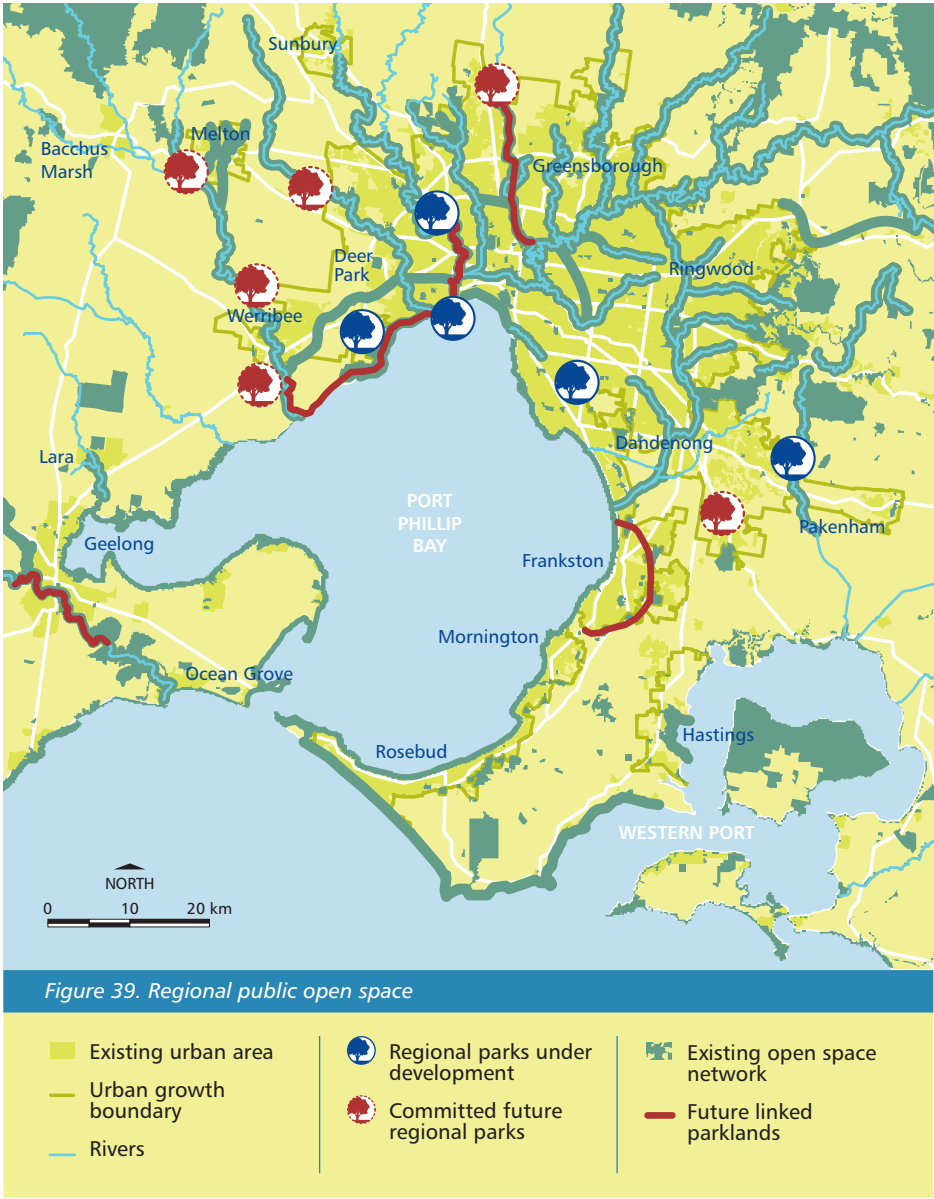 Sunbury
Melton
Bacchus
Marsh
Greensborough
Deer
Park
Ringwood
Werribee
Dandenong
Lara
PORT
PHILLIP
BAY
Pakenham
Geelong
Frankston
Mornington
Ocean Grove
Hastings
Rosebud
WESTERN PORT
NORTH
0 10 20 km
Figure 39. Regional public open space
Existing urban area
Urban growth
boundary
Rivers
Regional parks under
development
Committed future
regional parks
Existing open space
network
Future linked
parklands